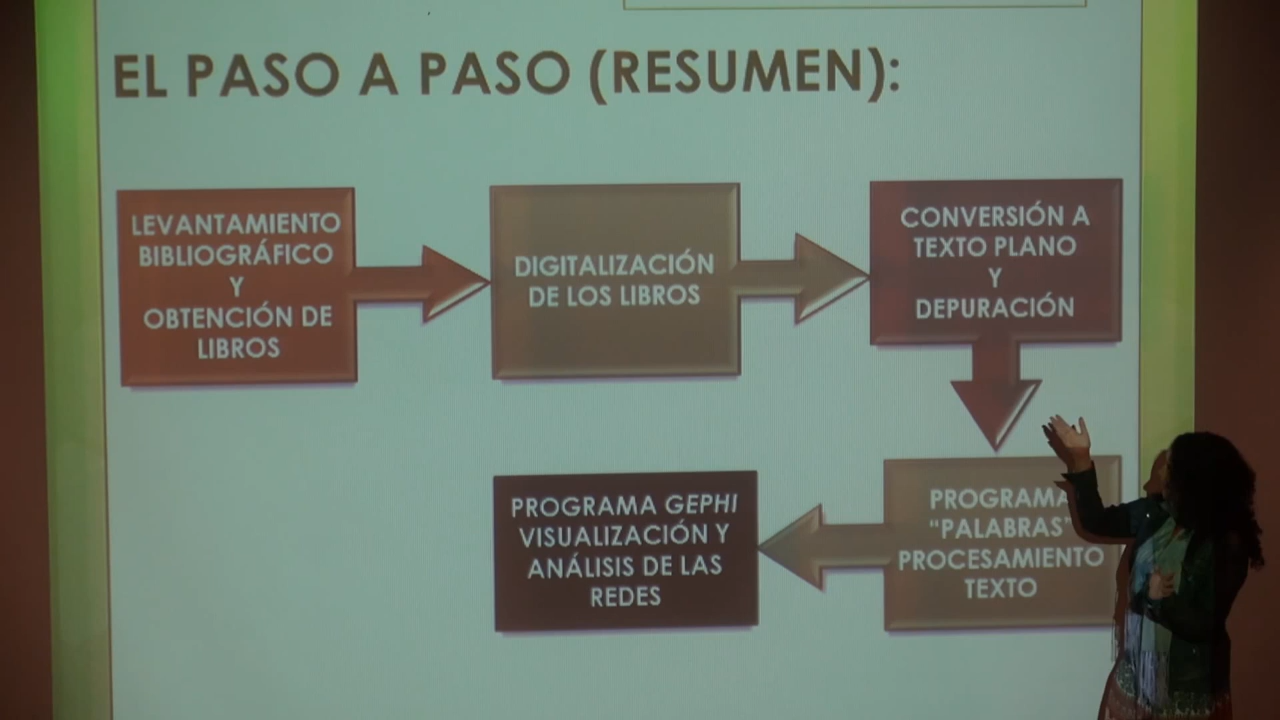 EL PASO A PASO (RESUMEN):
LEVANTAMIENTO
BIBLIOGRÁFICO
Y
OBTENCIÓN DE
LIBROS
DIGITALIZACIÓN
DE LOS LIBROS
CONVERSIÓN A
TEXTO PLANO
Y
DEPURACIÓN
PROGRAMA
“PALABRAS”
PROCESAMIENTO
TEXTO
PROGRAMA GEPHI
VISUALIZACIÓN Y
ANÁLISIS DE LAS
REDES